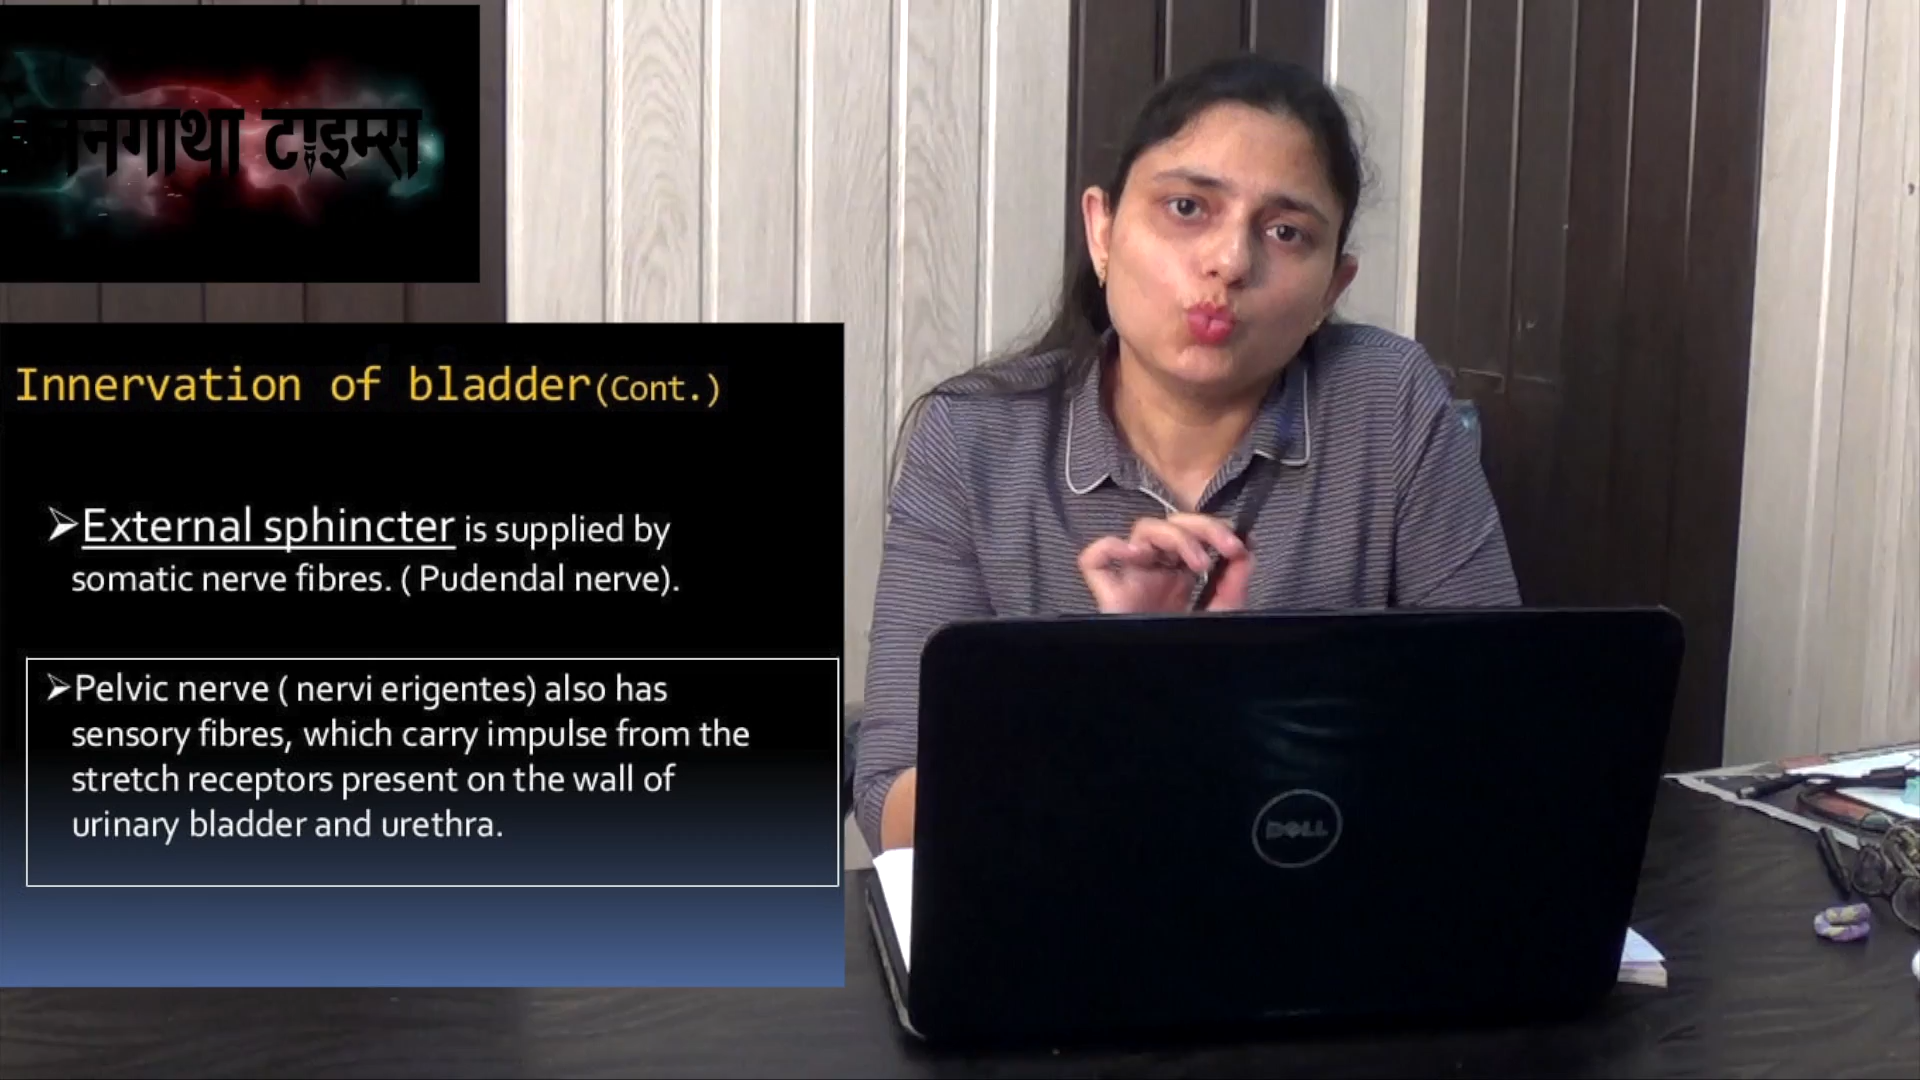 जनगाथा टाइम्स
Innervation of bladder(Cont.)
➢External sphincter is supplied by
somatic nerve fibres. ( Pudendal nerve).
➢Pelvic nerve ( nervi erigentes) also has
sensory fibres, which carry impulse from the
stretch receptors present on the wall of
urinary bladder and urethra.
DELL